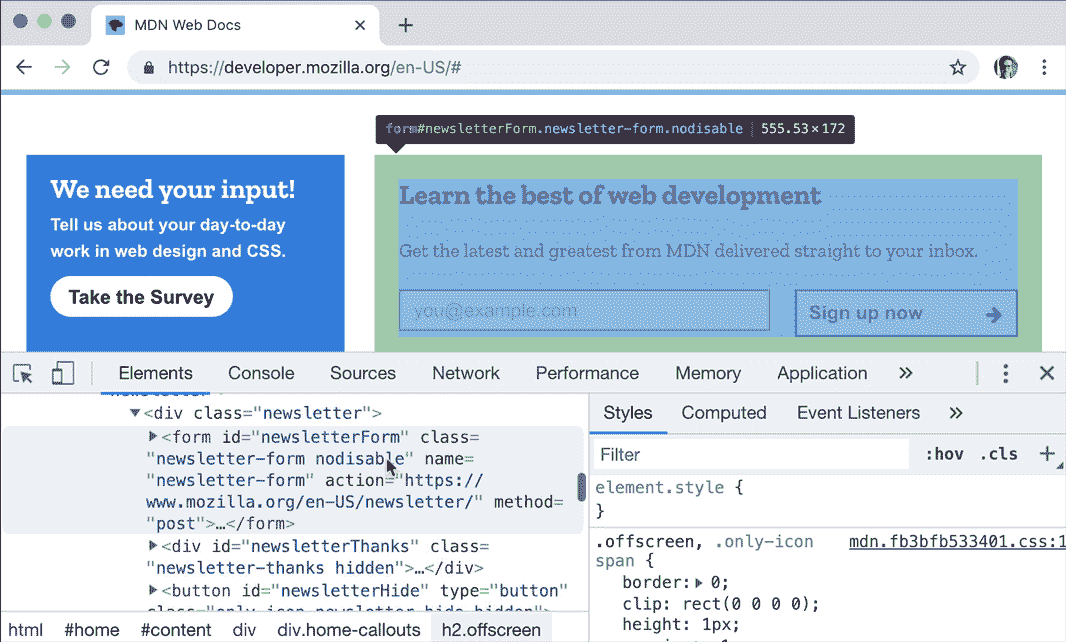 MDN Web Docs
https://developer.mozilla.org/en-US/#
form#newsletterForm.newsletter-form.nodisable 555.53×172
We need your input!
Tell us about your day-to-day
work in web design and CSS.
Take the Survey
Learn the best of web development
Get the latest and greatest from MDN delivered straight to your inbox.
you@example.com
Sign up now
Elements Console Sources Network Performance Memory Application »
▼<div class="newsletter">
▶<form id="newsletterForm" class=
"newsletter-form nodisable" name=
"newsletter-form" action="https://
www.mozilla.org/en-US/newsletter/" method=
"post">…</form>
▶<div id="newsletterThanks" class=
"newsletter-thanks hidden">…</div>
▶<button id="newsletterHide" type="button"
class="only-icon newsletter-hide hidden">
html #home #content div div.home-callouts h2.offscreen
Styles Computed Event Listeners »
Filter :hov .cls +
element.style {
}
.offscreen, .only-icon mdn.fb3bfb533401.css:1
span {
border:▶ 0;
clip: rect(0 0 0 0);
height: 1px;